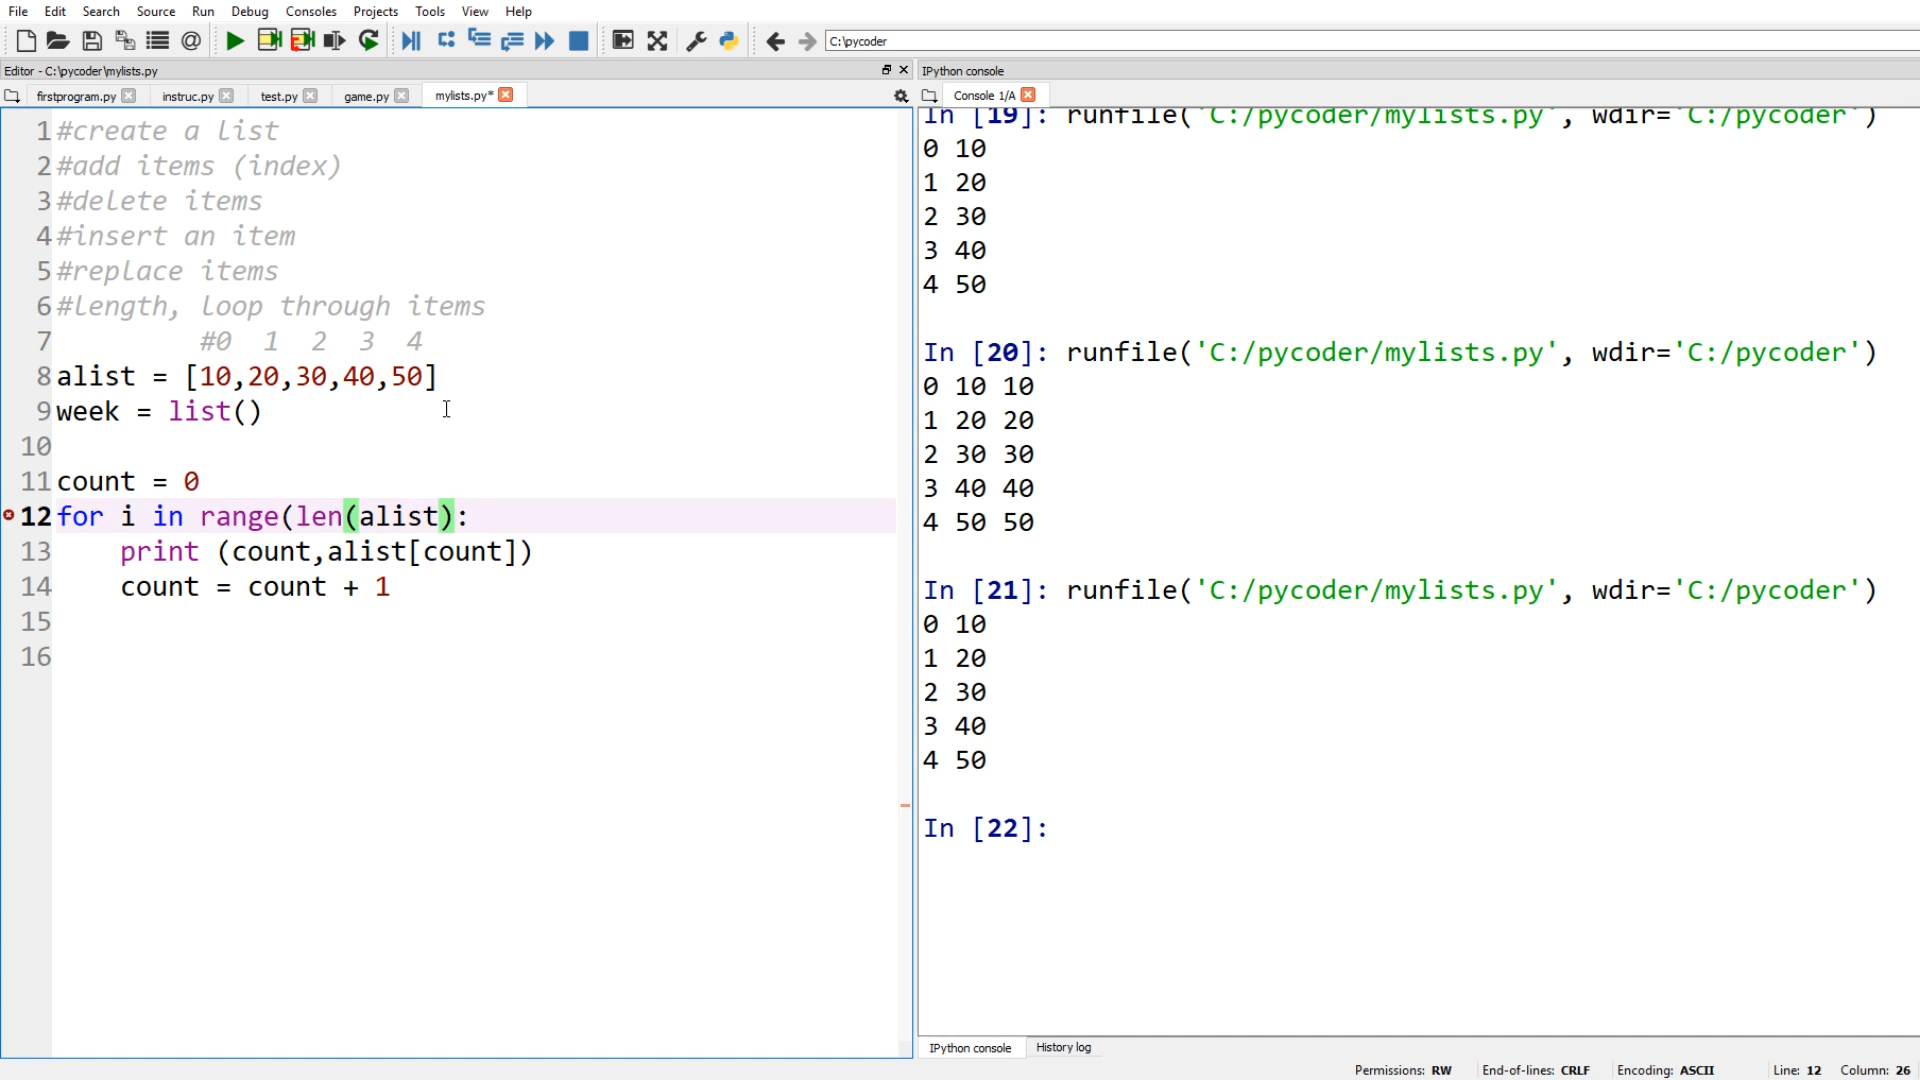 File Edit Search Source Run Debug Consoles Projects Tools View Help
C:\pycoder
Editor - C:\pycoder\mylists.py
IPython console
firstprogram.py instruc.py test.py game.py mylists.py*
Console 1/A
1 #create a list
2 #add items (index)
3 #delete items
4 #insert an item
5 #replace items
6 #length, loop through items
7 #0 1 2 3 4
8 alist = [10,20,30,40,50]
9 week = list()
10
11 count = 0
12 for i in range(len(alist):
13 print (count,alist[count])
14 count = count + 1
15
16
In [19]: runfile('C:/pycoder/mylists.py', wdir='C:/pycoder')
0 10
1 20
2 30
3 40
4 50
In [20]: runfile('C:/pycoder/mylists.py', wdir='C:/pycoder')
0 10 10
1 20 20
2 30 30
3 40 40
4 50 50
In [21]: runfile('C:/pycoder/mylists.py', wdir='C:/pycoder')
0 10
1 20
2 30
3 40
4 50
In [22]:
IPython console History log
Permissions: RW End-of-lines: CRLF Encoding: ASCII Line: 12 Column: 26